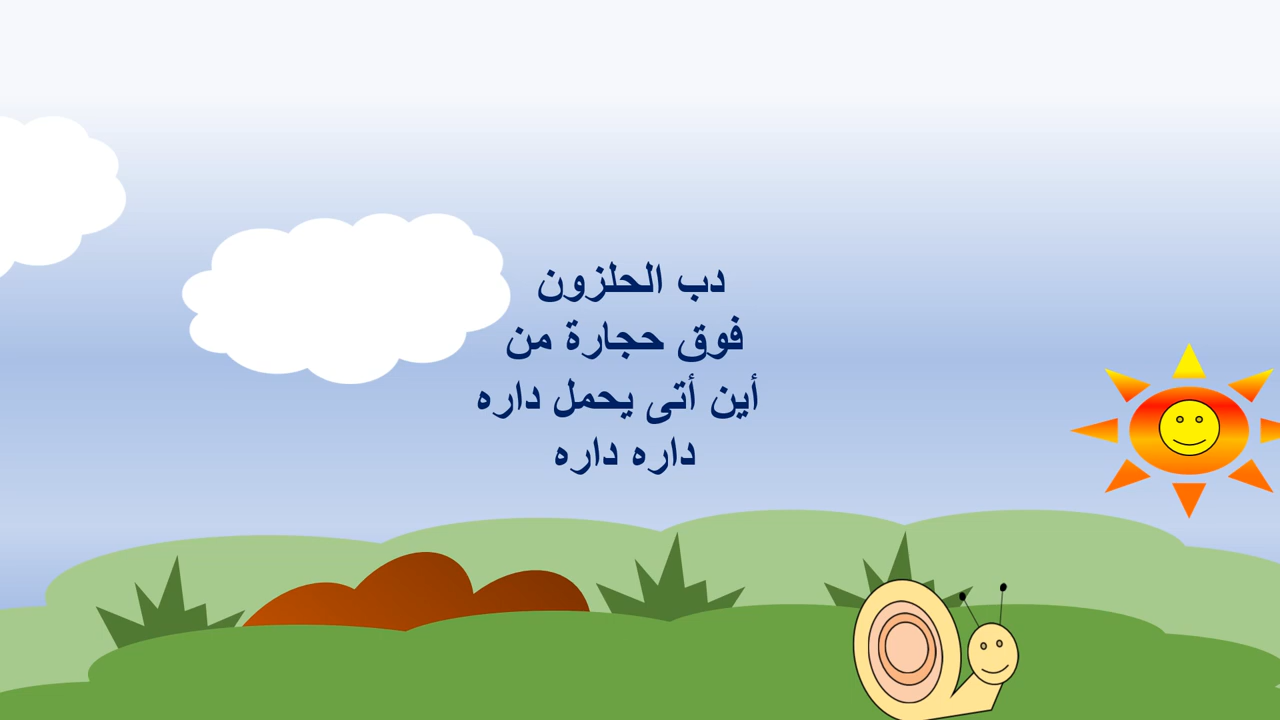 دب الحلزون
فوق حجارة من
أين أتى يحمل داره
داره داره